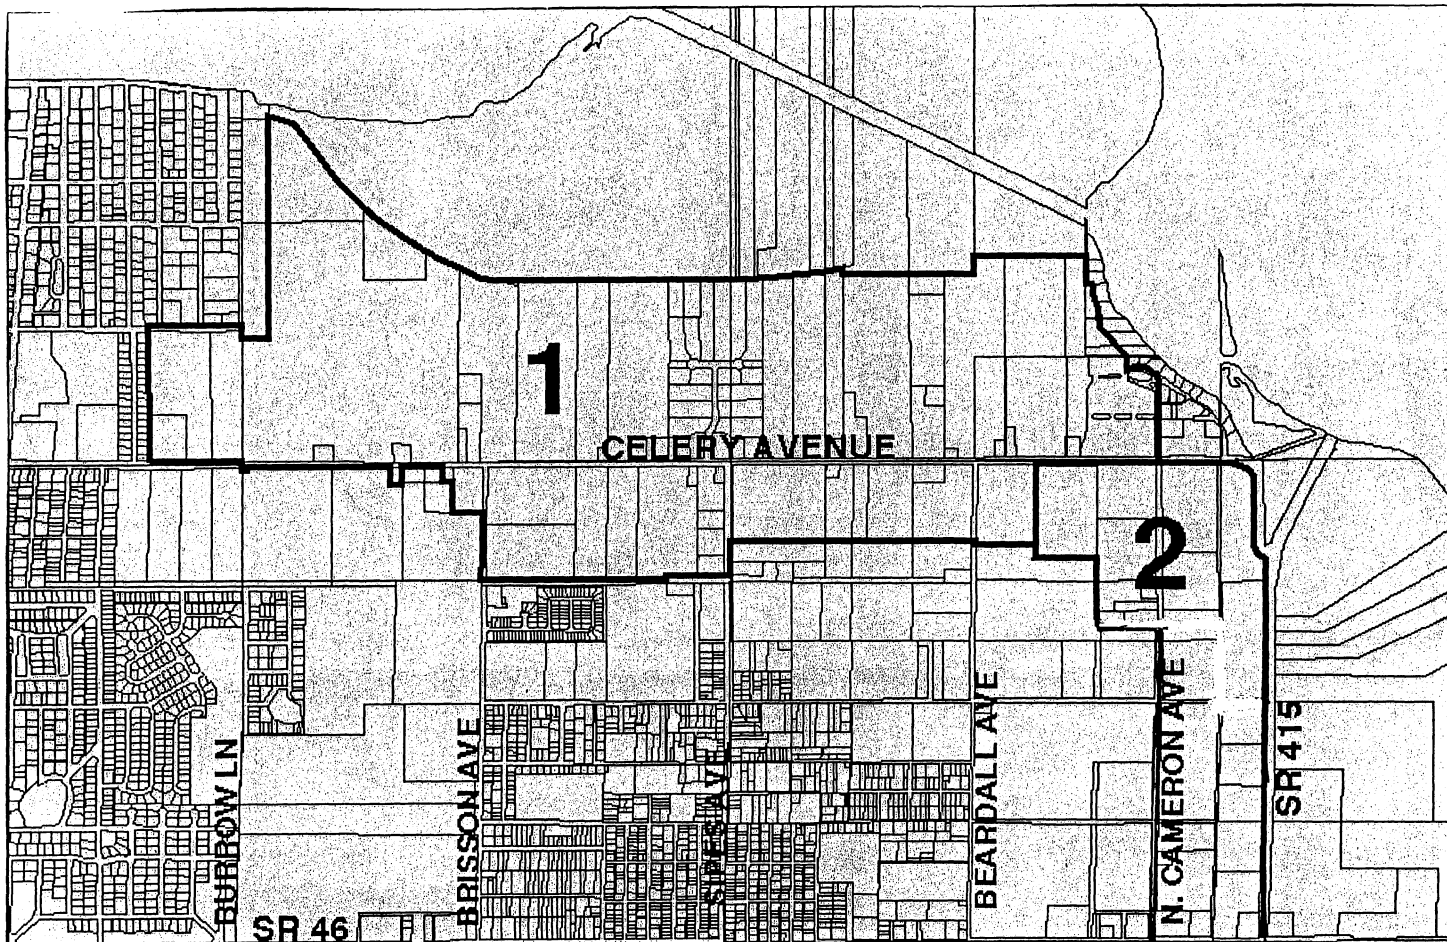 1
CELERY AVENUE
2
BURROW LN
BRISSON AVE
SIPES AVE
BEARDALL AVE
N. CAMERON AVE
SR 415
SR 46